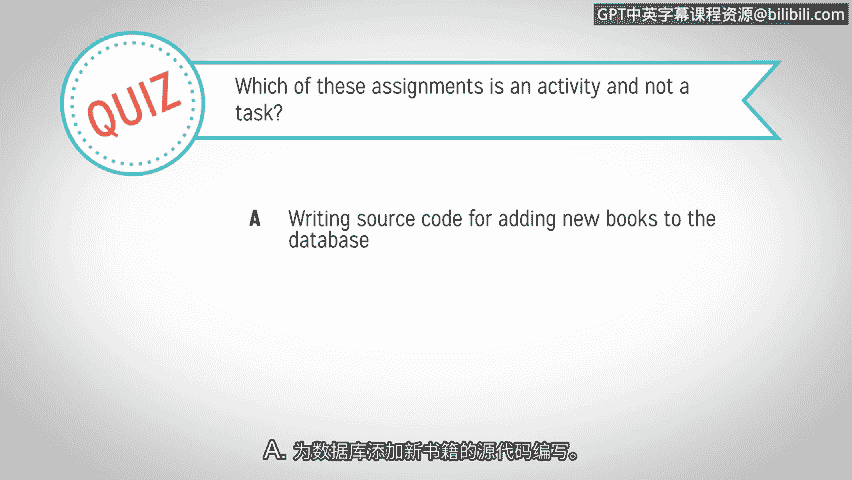 GPT中英字幕课程资源@bilibili.com
QUIZ
Which of these assignments is an activity and not a
task?
A Writing source code for adding new books to the
database
A. 为数据库添加新书籍的源代码编写。